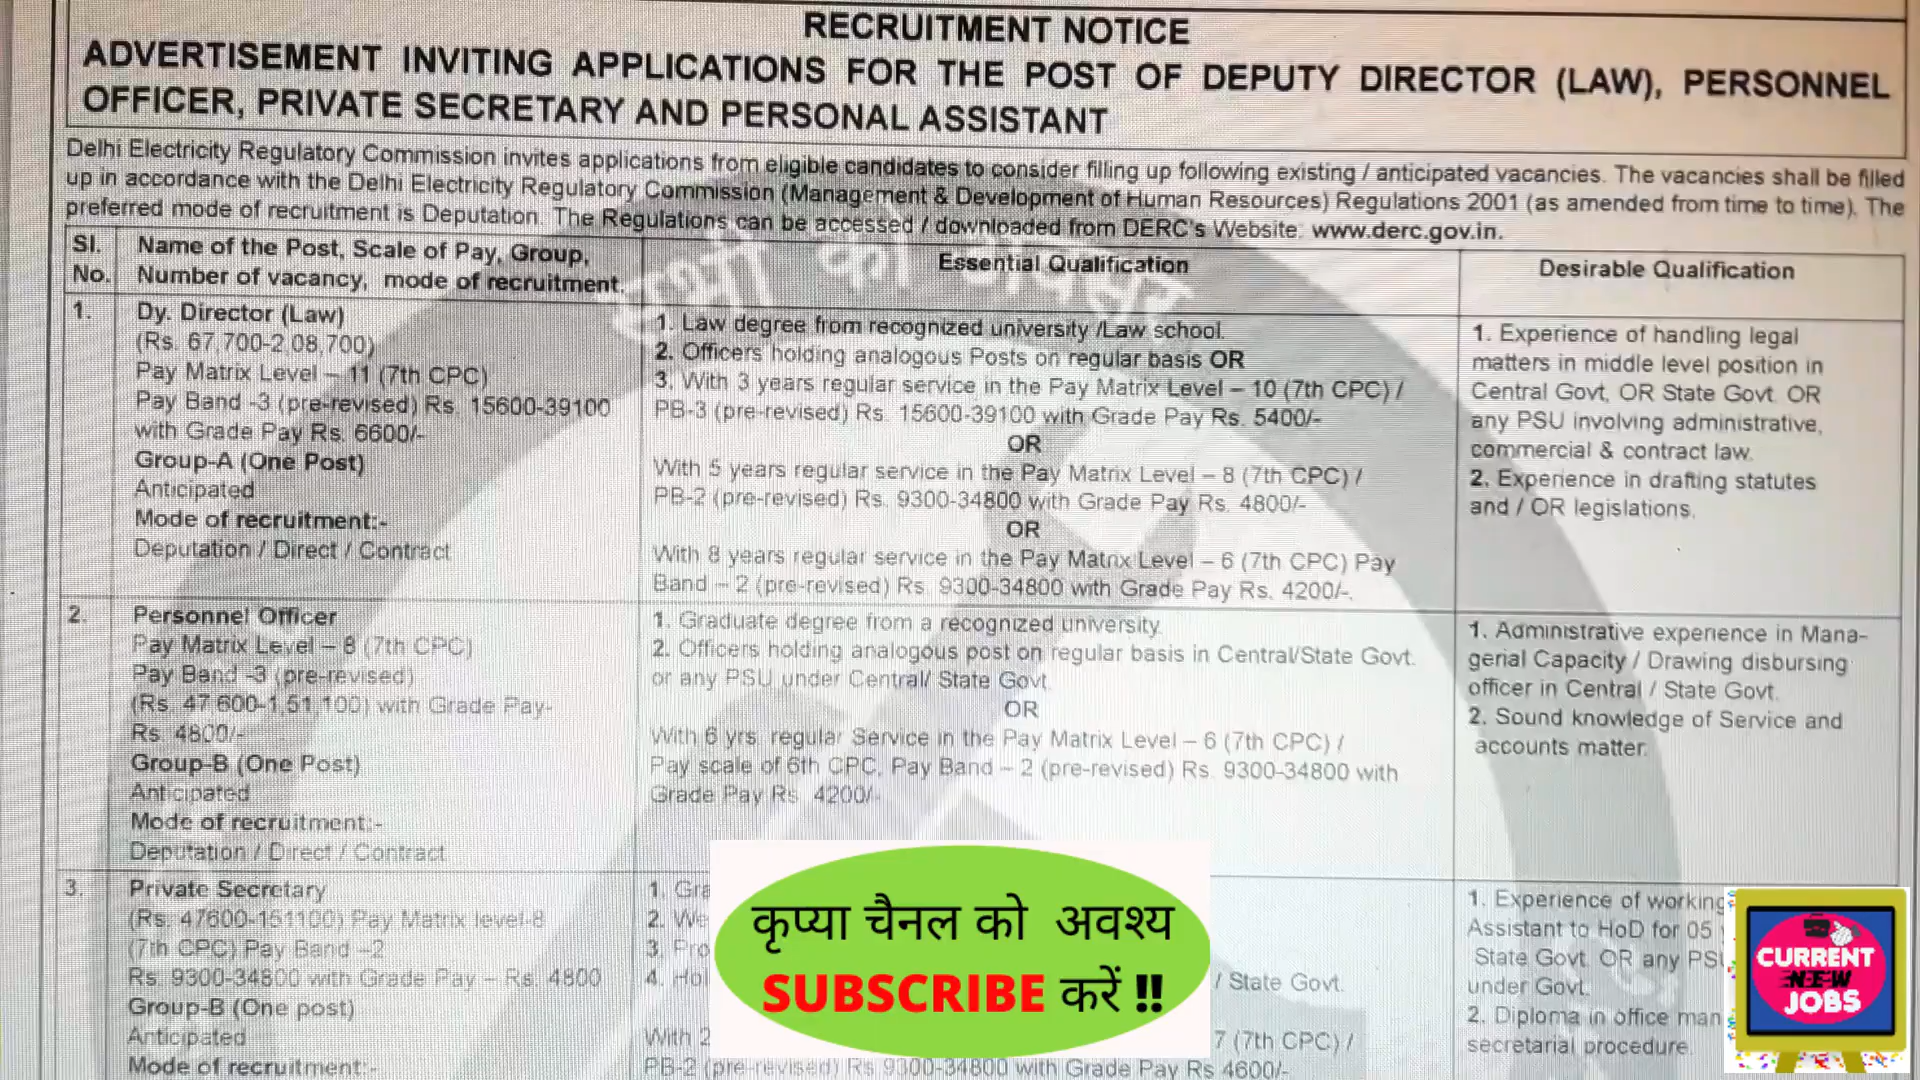 RECRUITMENT NOTICE
ADVERTISEMENT INVITING APPLICATIONS FOR THE POST OF DEPUTY DIRECTOR (LAW), PERSONNEL
OFFICER, PRIVATE SECRETARY AND PERSONAL ASSISTANT
Delhi Electricity Regulatory Commission invites applications from eligible candidates to consider filling up following existing / anticipated vacancies. The vacancies shall be filled
up in accordance with the Delhi Electricity Regulatory Commission (Management & Development of Human Resources) Regulations 2001 (as amended from time to time). The
preferred mode of recruitment is Deputation. The Regulations can be accessed / downloaded from DERC's Website: www.derc.gov.in.
Sl. No.
Name of the Post, Scale of Pay, Group,
Number of vacancy, mode of recruitment.
Essential Qualification
Desirable Qualification
1.
Dy. Director (Law)
(Rs. 67,700-2,08,700)
Pay Matrix Level – 11 (7th CPC)
Pay Band -3 (pre-revised) Rs. 15600-39100
with Grade Pay Rs. 6600/-
Group-A (One Post)
Anticipated
Mode of recruitment:-
Deputation / Direct / Contract
1. Law degree from recognized university /Law school.
2. Officers holding analogous Posts on regular basis OR
3. With 3 years regular service in the Pay Matrix Level – 10 (7th CPC) /
PB-3 (pre-revised) Rs. 15600-39100 with Grade Pay Rs. 5400/-
OR
With 5 years regular service in the Pay Matrix Level – 8 (7th CPC) /
PB-2 (pre-revised) Rs. 9300-34800 with Grade Pay Rs. 4800/-
OR
With 8 years regular service in the Pay Matrix Level – 6 (7th CPC) Pay
Band – 2 (pre-revised) Rs. 9300-34800 with Grade Pay Rs. 4200/-.
1. Experience of handling legal
matters in middle level position in
Central Govt, OR State Govt. OR
any PSU involving administrative,
commercial & contract law.
2. Experience in drafting statutes
and / OR legislations.
2.
Personnel Officer
Pay Matrix Level – 8 (7th CPC)
Pay Band -3 (pre-revised)
(Rs. 47,600-1,51,100) with Grade Pay-
Rs. 4800/-
Group-B (One Post)
Anticipated
Mode of recruitment:-
Deputation / Direct / Contract
1. Graduate degree from a recognized university.
2. Officers holding analogous post on regular basis in Central/State Govt.
or any PSU under Central/ State Govt.
OR
With 6 yrs. regular Service in the Pay Matrix Level – 6 (7th CPC) /
Pay scale of 6th CPC, Pay Band – 2 (pre-revised) Rs. 9300-34800 with
Grade Pay Rs. 4200/-
1. Administrative experience in Mana-
gerial Capacity / Drawing disbursing
officer in Central / State Govt.
2. Sound knowledge of Service and
accounts matter.
3.
Private Secretary
(Rs. 47600-151100) Pay Matrix level-8
(7th CPC) Pay Band –2
Rs. 9300-34800 with Grade Pay – Rs. 4800
Group-B (One post)
Anticipated
Mode of recruitment:-
1.
2.
3.
4.
/ State Govt.
With 2
7 (7th CPC) /
PB-2 (pre-revised) Rs 9300-34800 with Grade Pay Rs 4600/-
1. Experience of working
Assistant to HoD for 05
State Govt. OR any PSU
under Govt.
2. Diploma in office
secretarial procedure.
कृप्या चैनल को अवश्य
SUBSCRIBE करें !!
CURRENT
NEW
JOBS